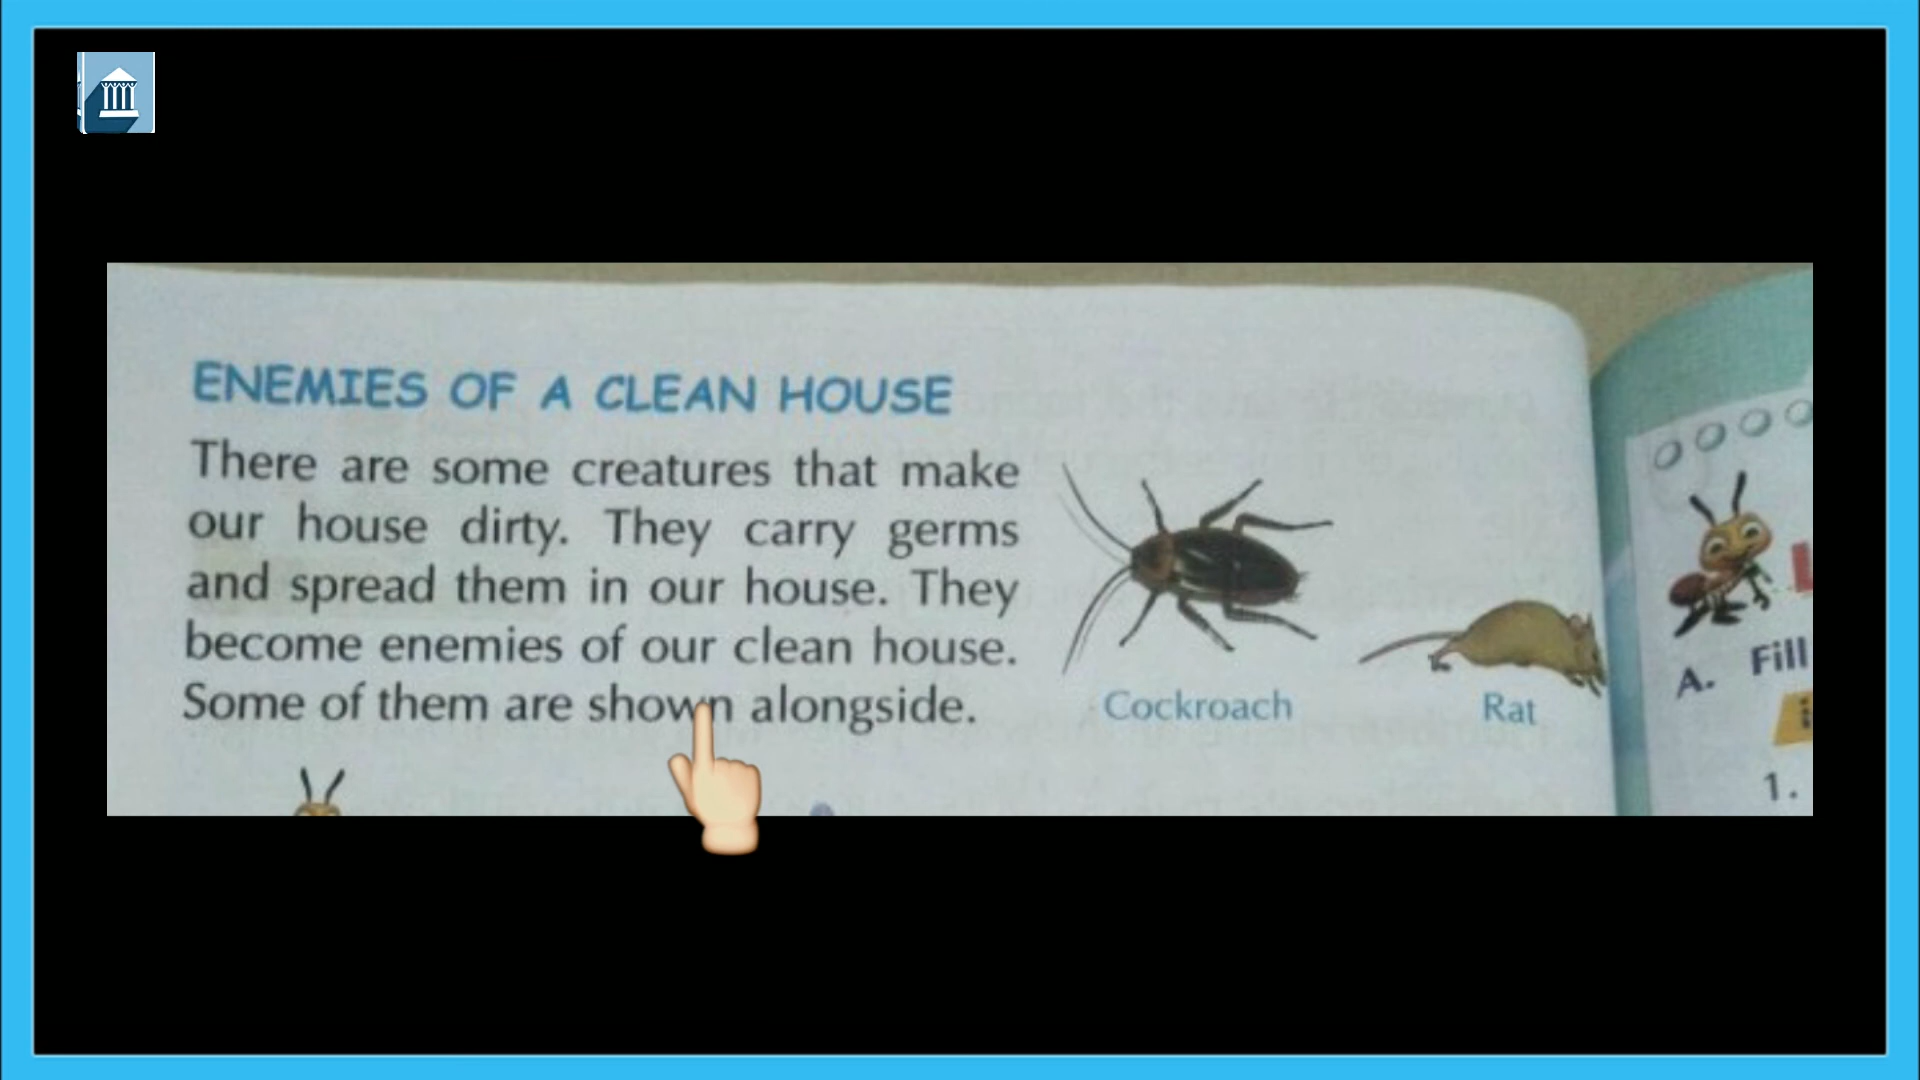 ENEMIES OF A CLEAN HOUSE
There are some creatures that make
our house dirty. They carry germs
and spread them in our house. They
become enemies of our clean house.
Some of them are shown alongside.
Cockroach
Rat
A. Fill
1.